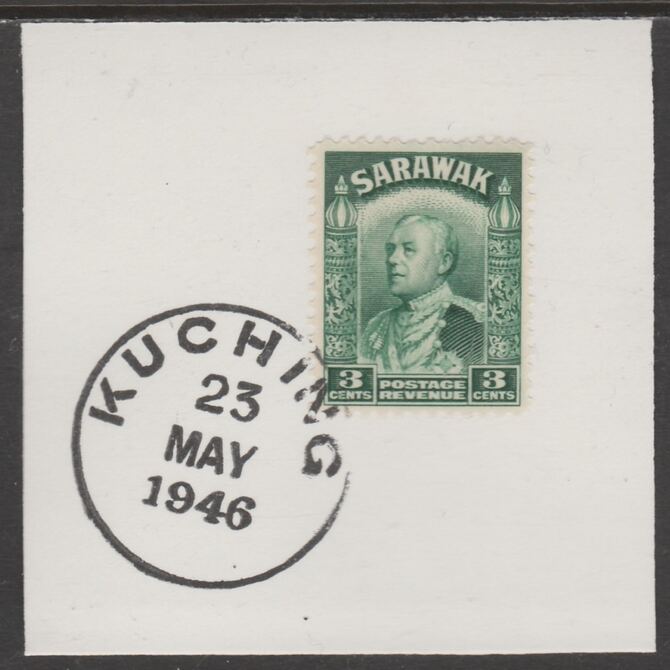 SARAWAK
3 CENTS POSTAGE REVENUE 3 CENTS
KUCHING
23
MAY
1946